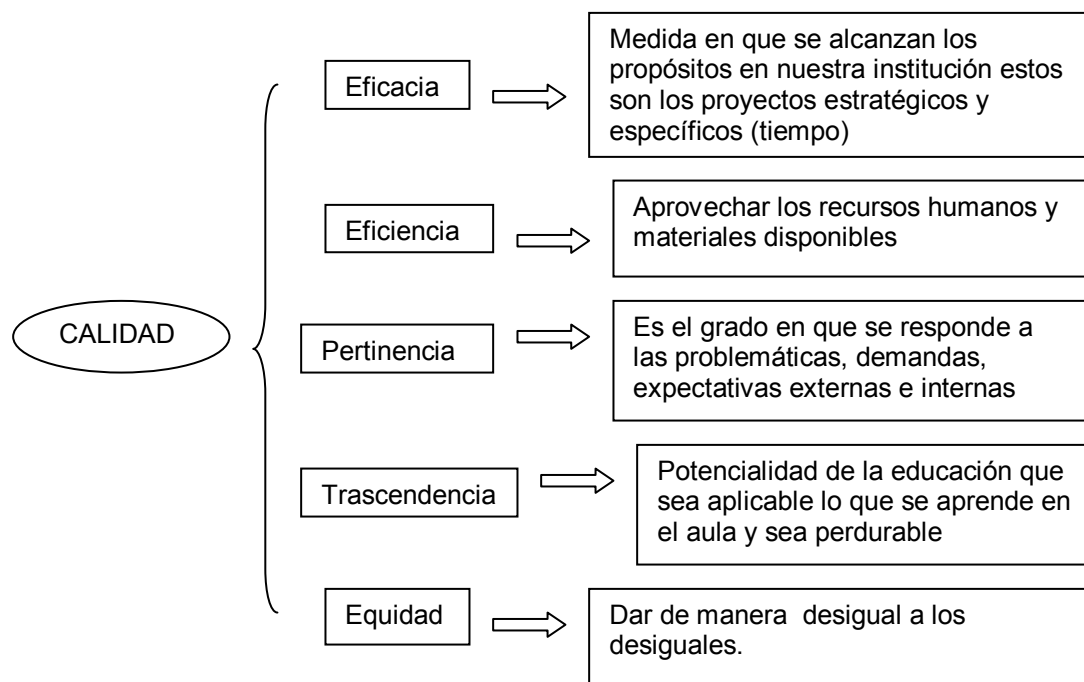 CALIDAD
Eficacia
Medida en que se alcanzan los
propósitos en nuestra institución estos
son los proyectos estratégicos y
específicos (tiempo)
Eficiencia
Aprovechar los recursos humanos y
materiales disponibles
Pertinencia
Es el grado en que se responde a
las problemáticas, demandas,
expectativas externas e internas
Trascendencia
Potencialidad de la educación que
sea aplicable lo que se aprende en
el aula y sea perdurable
Equidad
Dar de manera desigual a los
desiguales.